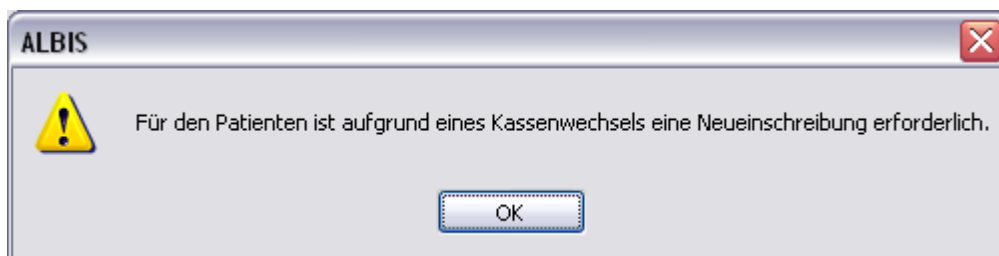 ALBIS
Für den Patienten ist aufgrund eines Kassenwechsels eine Neueinschreibung erforderlich.
OK